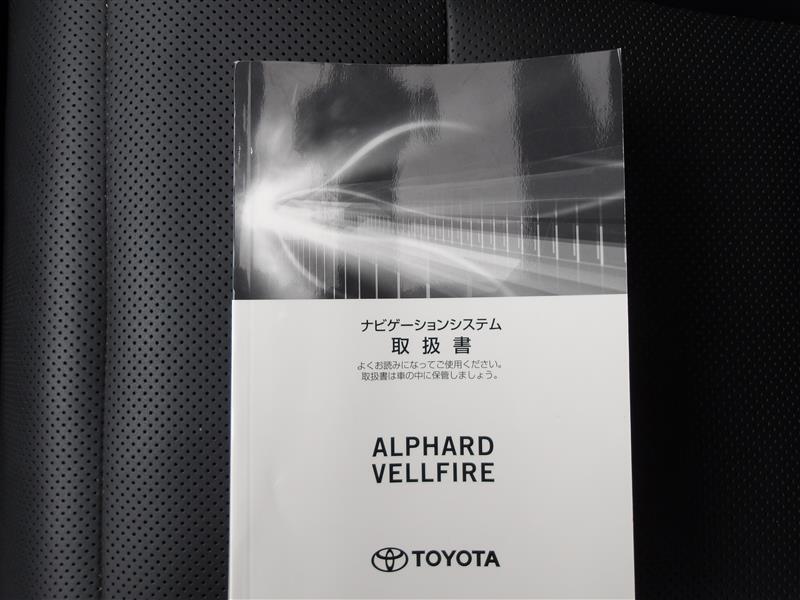 ナビゲーションシステム
取扱書
よくお読みになってご使用ください。
取扱書は車の中に保管しましょう。
ALPHARD
VELLFIRE
TOYOTA